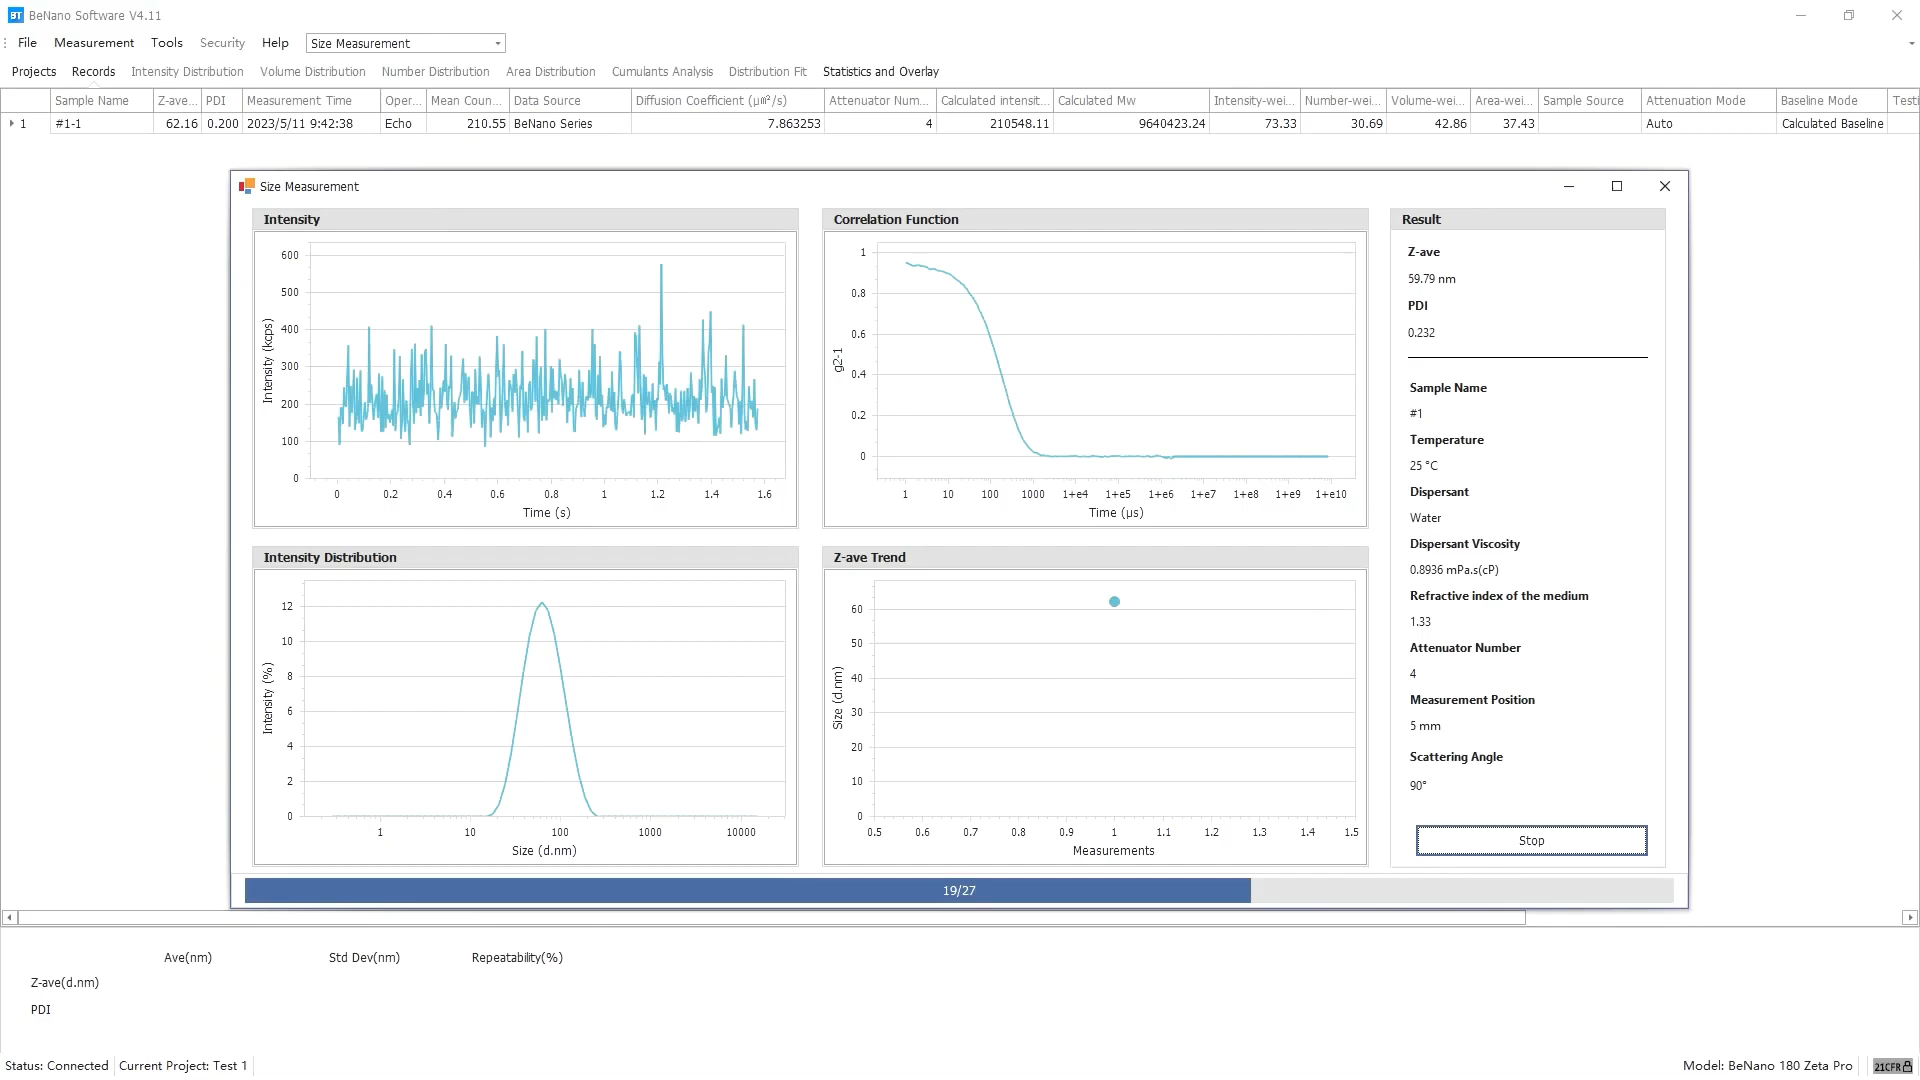 BT BeNano Software V4.11
File Measurement Tools Security Help Size Measurement
Projects Records Intensity Distribution Volume Distribution Number Distribution Area Distribution Cumulants Analysis Distribution Fit Statistics and Overlay
Sample Name Z-ave... PDI Measurement Time Oper... Mean Coun... Data Source Diffusion Coefficient (μm²/s) Attenuator Num... Calculated intensit... Calculated Mw Intensity-wei... Number-wei... Volume-wei... Area-wei... Sample Source Attenuation Mode Baseline Mode Testi
1 #1-1 62.16 0.200 2023/5/11 9:42:38 Echo 210.55 BeNano Series 7.863253 4 210548.11 9640423.24 73.33 30.69 42.86 37.43 Auto Calculated Baseline
Size Measurement
Intensity
600
500
400
300
200
100
0
Intensity (kcps)
0 0.2 0.4 0.6 0.8 1 1.2 1.4 1.6
Time (s)
Correlation Function
1
0.8
0.6
0.4
0.2
0
g2-1
1 10 100 1000 1+e4 1+e5 1+e6 1+e7 1+e8 1+e9 1+e10
Time (μs)
Intensity Distribution
12
10
8
6
4
2
0
Intensity (%)
1 10 100 1000 10000
Size (d.nm)
Z-ave Trend
60
50
40
30
20
10
0
Size (d.nm)
0.5 0.6 0.7 0.8 0.9 1 1.1 1.2 1.3 1.4 1.5
Measurements
Result
Z-ave
59.79 nm
PDI
0.232
Sample Name
#1
Temperature
25 °C
Dispersant
Water
Dispersant Viscosity
0.8936 mPa.s(cP)
Refractive index of the medium
1.33
Attenuator Number
4
Measurement Position
5 mm
Scattering Angle
90°
Stop
19/27
Ave(nm) Std Dev(nm) Repeatability(%)
Z-ave(d.nm)
PDI
Status: Connected Current Project: Test 1 Model: BeNano 180 Zeta Pro 21CFR